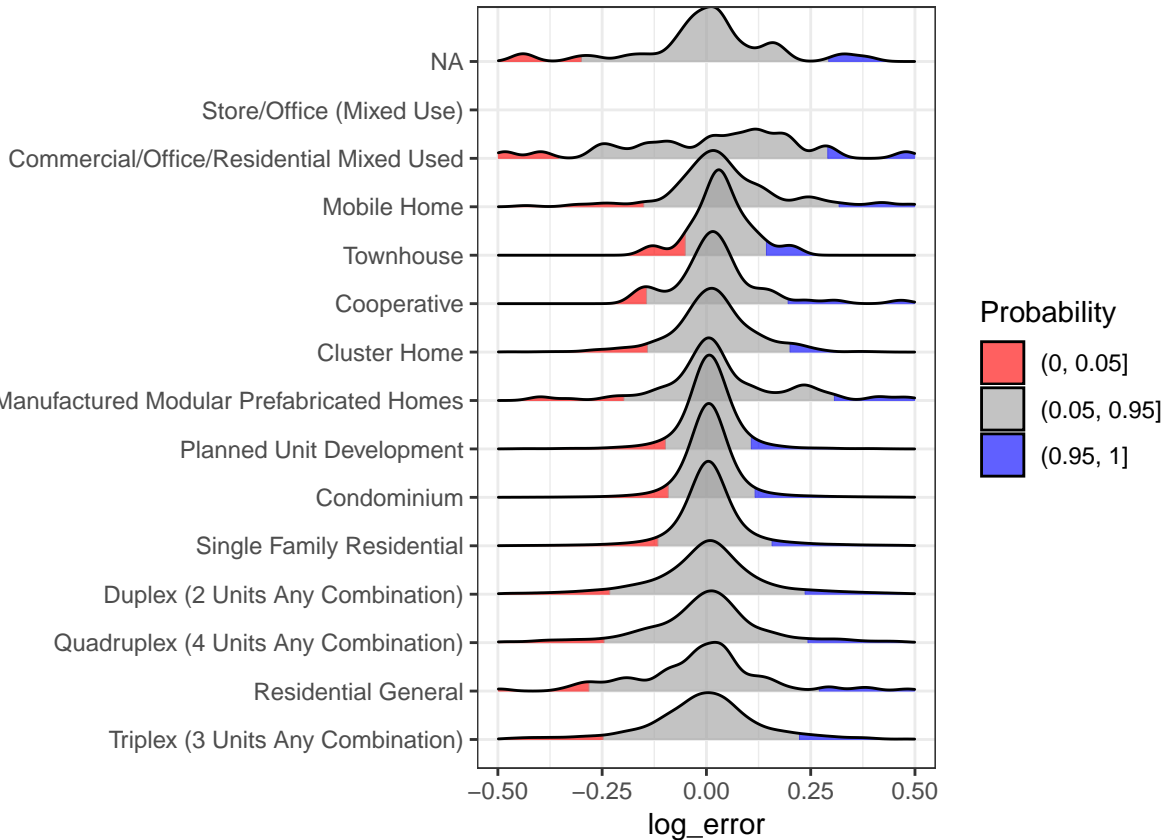 NA
Store/Office (Mixed Use)
Commercial/Office/Residential Mixed Used
Mobile Home
Townhouse
Cooperative
Cluster Home
Manufactured Modular Prefabricated Homes
Planned Unit Development
Condominium
Single Family Residential
Duplex (2 Units Any Combination)
Quadruplex (4 Units Any Combination)
Residential General
Triplex (3 Units Any Combination)
−0.50 −0.25 0.00 0.25 0.50
log_error
Probability
(0, 0.05]
(0.05, 0.95]
(0.95, 1]